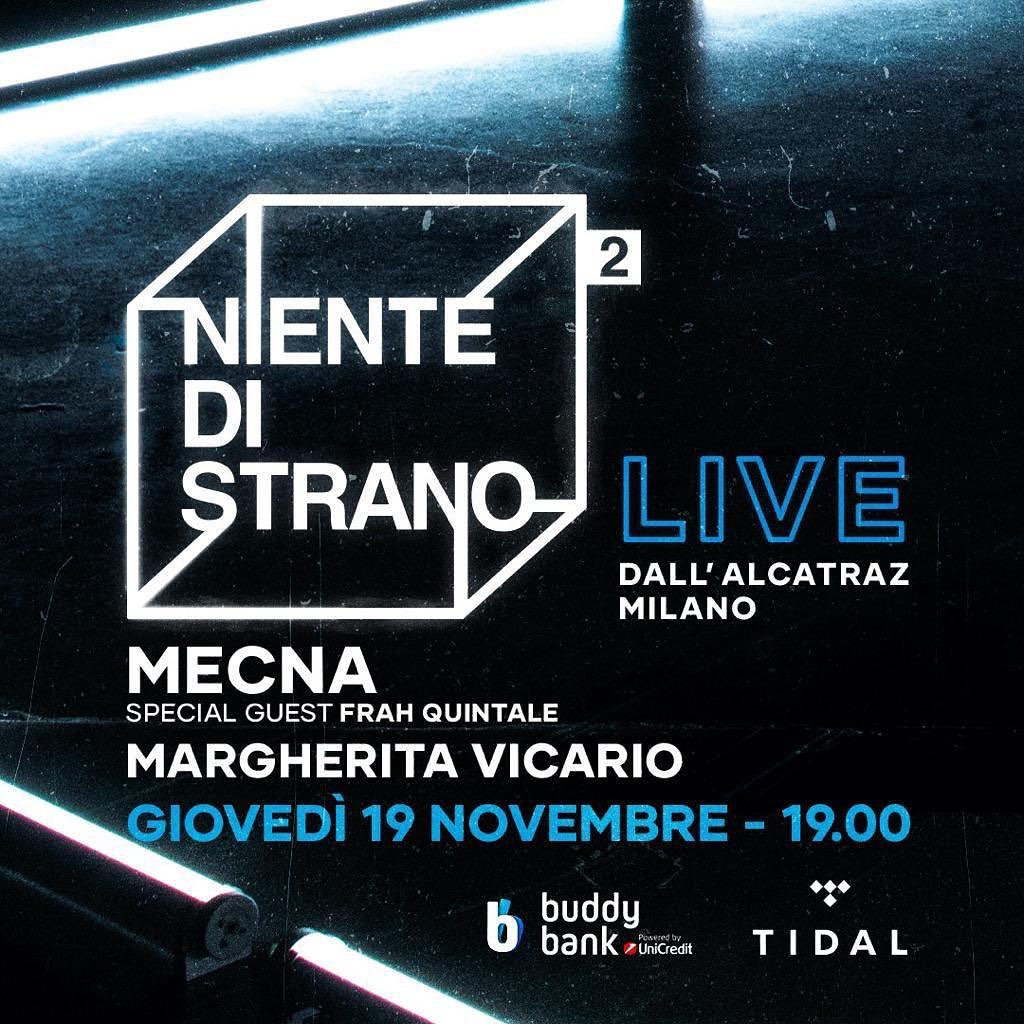 NIENTE
2
DI
STRANO
LIVE
DALL' ALCATRAZ
MILANO
MECNA
SPECIAL GUEST FRAH QUINTALE
MARGHERITA VICARIO
GIOVEDÌ 19 NOVEMBRE - 19.00
b buddy
bank Powered by
UniCredit
TIDAL